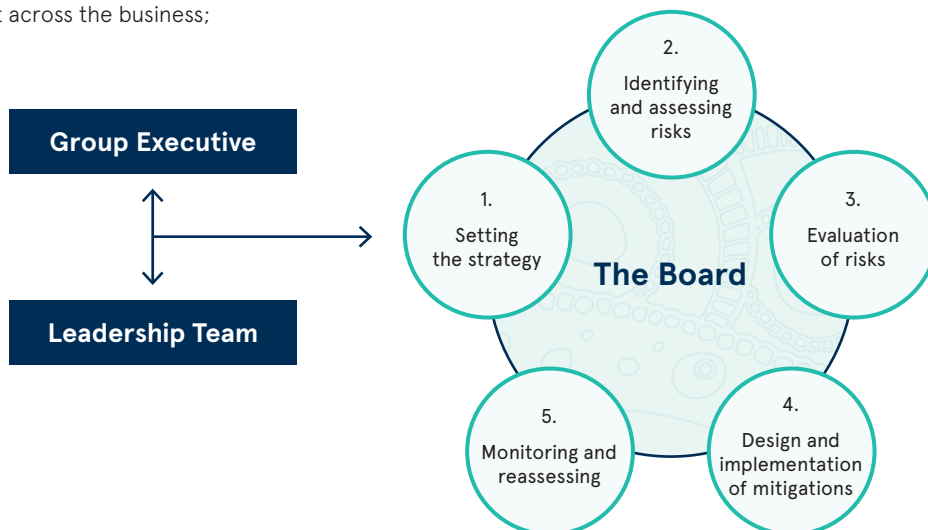 t across the business;
Group Executive
Leadership Team
The Board
1.
Setting
the strategy
2.
Identifying
and assessing
risks
3.
Evaluation
of risks
4.
Design and
implementation
of mitigations
5.
Monitoring and
reassessing